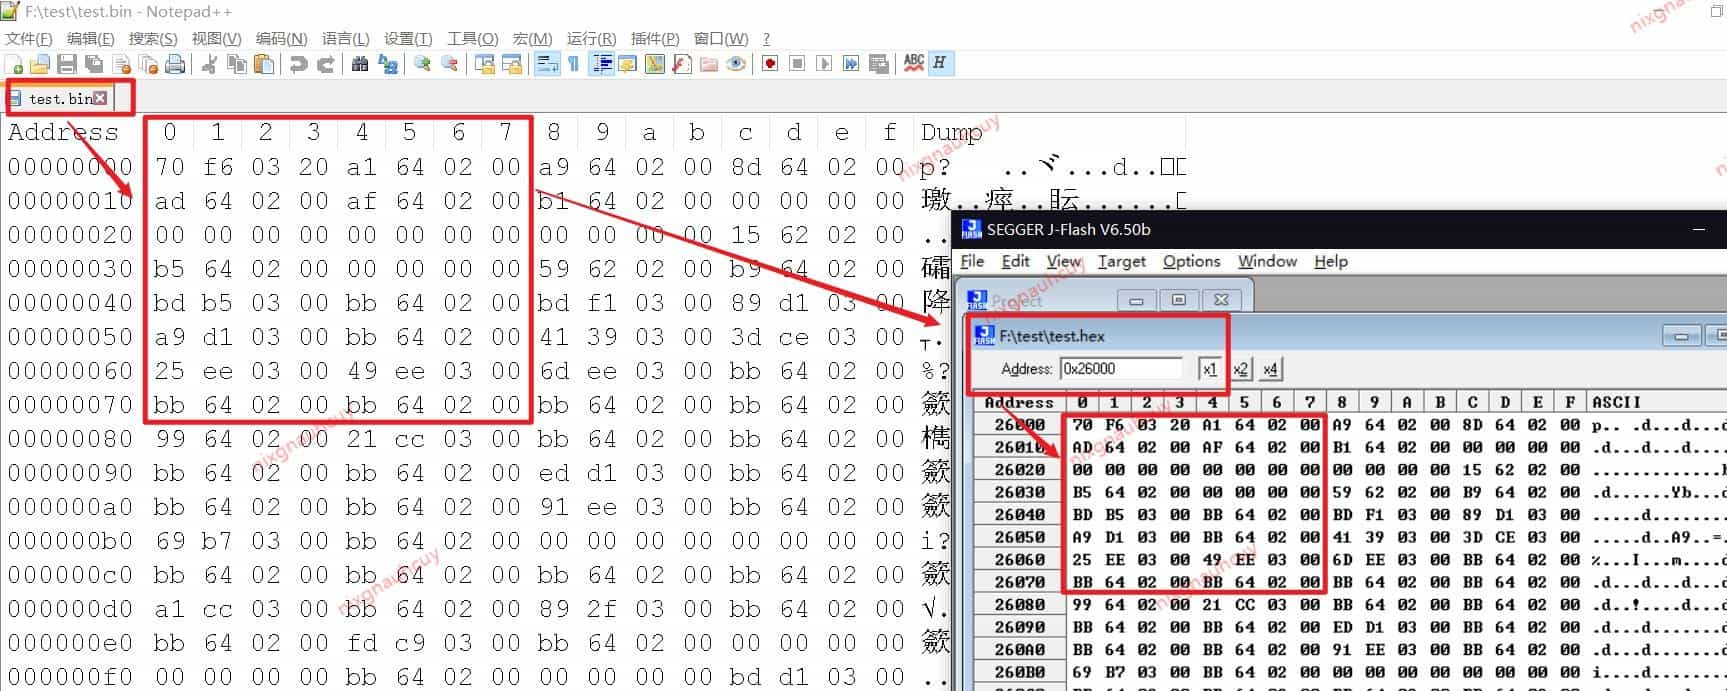 F:\test\test.bin - Notepad++
文件(F) 编辑(E) 搜索(S) 视图(V) 编码(N) 语言(L) 设置(T) 工具(O) 宏(M) 运行(R) 插件(P) 窗口(W) ?
test.bin
Address 0 1 2 3 4 5 6 7 8 9 a b c d e f Dump
00000000 70 f6 03 20 a1 64 02 00 a9 64 02 00 8d 64 02 00 p?
00000010 ad 64 02 00 af 64 02 00 b1 64 02 00 00 00 00 00
00000020 00 00 00 00 00 00 00 00 00 00 00 00 15 62 02 00 ..
00000030 b5 64 02 00 00 00 00 00 59 62 02 00 b9 64 02 00
00000040 bd b5 03 00 bb 64 02 00 bd f1 03 00 89 d1 03 00 降
00000050 a9 d1 03 00 bb 64 02 00 41 39 03 00 3d ce 03 00
00000060 25 ee 03 00 49 ee 03 00 6d ee 03 00 bb 64 02 00 %?
00000070 bb 64 02 00 bb 64 02 00 bb 64 02 00 bb 64 02 00 籢
00000080 99 64 02 00 21 cc 03 00 bb 64 02 00 bb 64 02 00
00000090 bb 64 02 00 bb 64 02 00 ed d1 03 00 bb 64 02 00 籢
000000a0 bb 64 02 00 bb 64 02 00 91 ee 03 00 bb 64 02 00 籢
000000b0 69 b7 03 00 bb 64 02 00 00 00 00 00 00 00 00 00 i?
000000c0 bb 64 02 00 bb 64 02 00 bb 64 02 00 bb 64 02 00 籢
000000d0 a1 cc 03 00 bb 64 02 00 89 2f 03 00 bb 64 02 00
000000e0 bb 64 02 00 fd c9 03 00 bb 64 02 00 00 00 00 00 籢
000000f0 00 00 00 00 bb 64 02 00 00 00 00 00 bd d1 03 00 ..
SEGGER J-Flash V6.50b
File Edit View Target Options Window Help
Project
F:\test\test.hex
Address: 0x26000 x1 x2 x4
Address 0 1 2 3 4 5 6 7 8 9 A B C D E F ASCII
26000 70 F6 03 20 A1 64 02 00 A9 64 02 00 8D 64 02 00 p.. .d...d...d
26010 AD 64 02 00 AF 64 02 00 B1 64 02 00 00 00 00 00 .d...d...d....
26020 00 00 00 00 00 00 00 00 00 00 00 00 15 62 02 00 .............b
26030 B5 64 02 00 00 00 00 00 59 62 02 00 B9 64 02 00 .d......Yb...d
26040 BD B5 03 00 BB 64 02 00 BD F1 03 00 89 D1 03 00 .....d........
26050 A9 D1 03 00 BB 64 02 00 41 39 03 00 3D CE 03 00 .....d..A9..=.
26060 25 EE 03 00 49 EE 03 00 6D EE 03 00 BB 64 02 00 %...I...m....d
26070 BB 64 02 00 BB 64 02 00 BB 64 02 00 BB 64 02 00 .d...d...d...d
26080 99 64 02 00 21 CC 03 00 BB 64 02 00 BB 64 02 00 .d..!....d...d
26090 BB 64 02 00 BB 64 02 00 ED D1 03 00 BB 64 02 00 .d...d.......d
260A0 BB 64 02 00 BB 64 02 00 91 EE 03 00 BB 64 02 00 .d...d.......d
260B0 69 B7 03 00 BB 64 02 00 00 00 00 00 00 00 00 00 i....d........
nixgnauhcuy